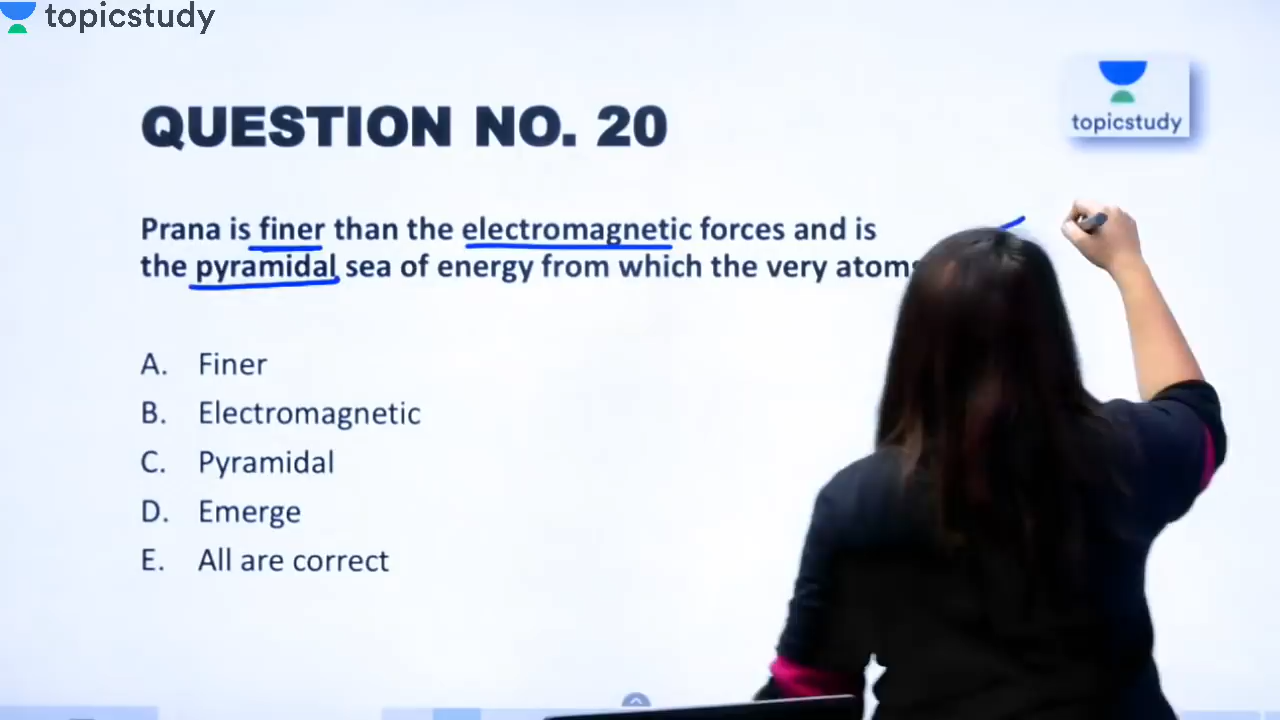 topicstudy
QUESTION NO. 20
topicstudy
Prana is finer than the electromagnetic forces and is
the pyramidal sea of energy from which the very atoms
A. Finer
B. Electromagnetic
C. Pyramidal
D. Emerge
E. All are correct